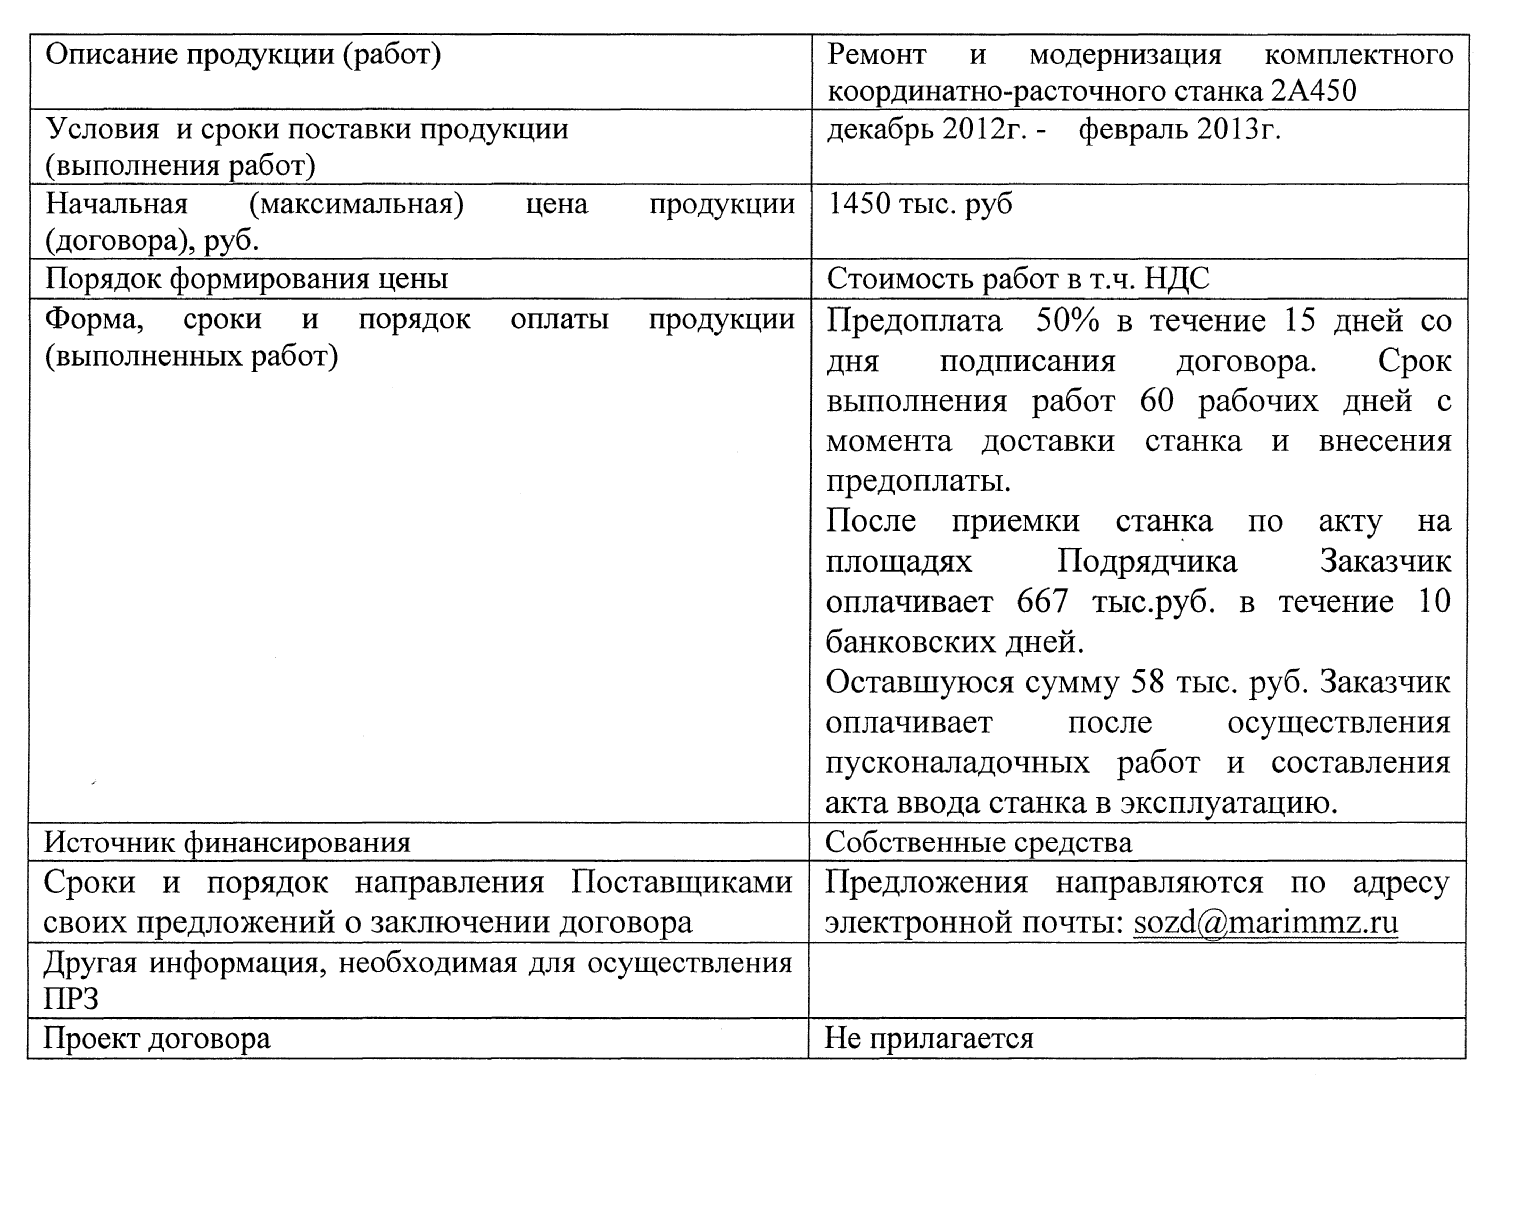 Описание продукции (работ)
Ремонт и модернизация комплектного
координатно-расточного станка 2А450
Условия и сроки поставки продукции
(выполнения работ)
декабрь 2012г. - февраль 2013г.
Начальная (максимальная) цена продукции
(договора), руб.
1450 тыс. руб
Порядок формирования цены
Стоимость работ в т.ч. НДС
Форма, сроки и порядок оплаты продукции
(выполненных работ)
Предоплата 50% в течение 15 дней со
дня подписания договора. Срок
выполнения работ 60 рабочих дней с
момента доставки станка и внесения
предоплаты.
После приемки станка по акту на
площадях Подрядчика Заказчик
оплачивает 667 тыс.руб. в течение 10
банковских дней.
Оставшуюся сумму 58 тыс. руб. Заказчик
оплачивает после осуществления
пусконаладочных работ и составления
акта ввода станка в эксплуатацию.
Источник финансирования
Собственные средства
Сроки и порядок направления Поставщиками
своих предложений о заключении договора
Предложения направляются по адресу
электронной почты: sozd@marimmz.ru
Другая информация, необходимая для осуществления
ПРЗ
Проект договора
Не прилагается